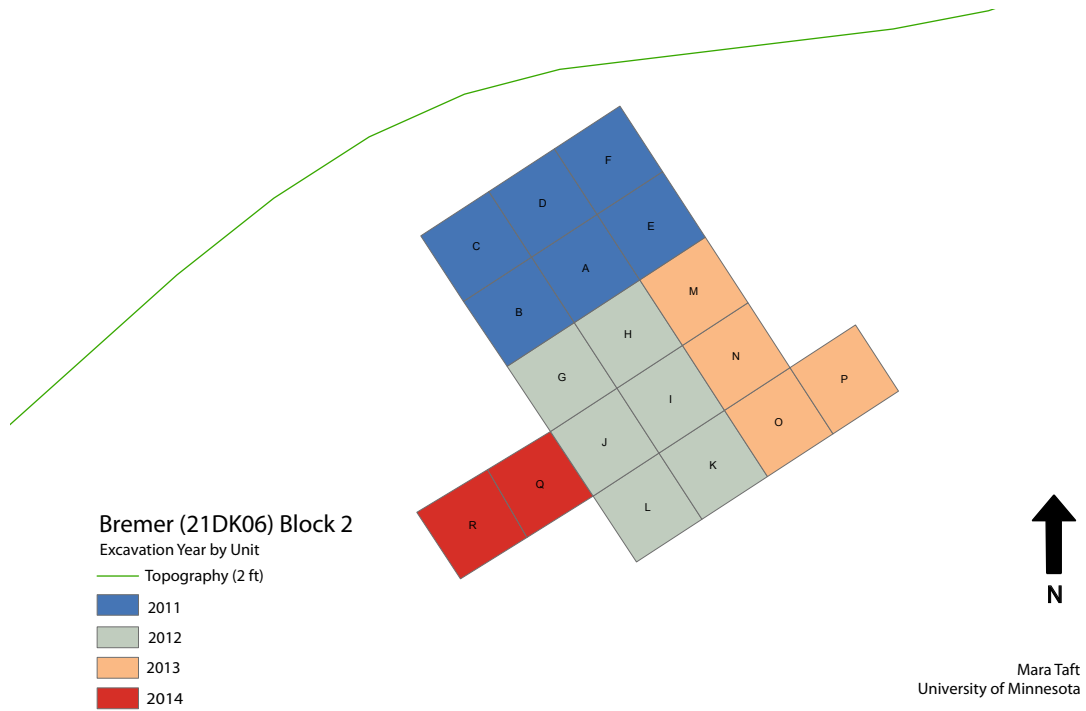 F
D
E
C
A
M
B
H
N
G
P
I
O
J
K
Q
L
R
Bremer (21DK06) Block 2
Excavation Year by Unit
Topography (2 ft)
2011
2012
2013
2014
N
Mara Taft
University of Minnesota